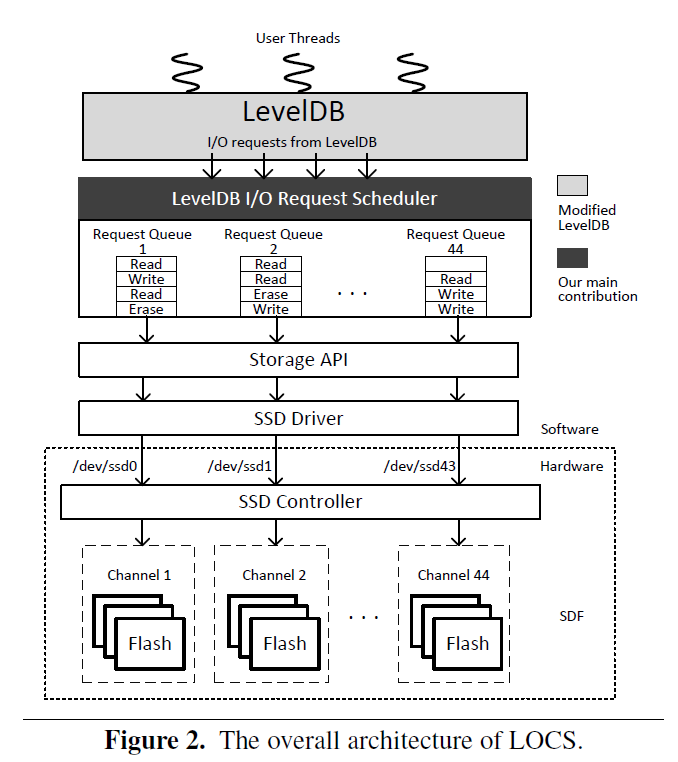 User Threads
LevelDB
I/O requests from LevelDB
LevelDB I/O Request Scheduler
Request Queue 1
Read
Write
Read
Erase
Request Queue 2
Read
Read
Erase
Write
. . .
Request Queue 44
Read
Write
Write
Modified
LevelDB
Our main
contribution
Storage API
SSD Driver
Software
/dev/ssd0 /dev/ssd1 /dev/ssd43 Hardware
SSD Controller
Channel 1 Channel 2 Channel 44
Flash Flash . . . Flash
SDF
Figure 2. The overall architecture of LOCS.